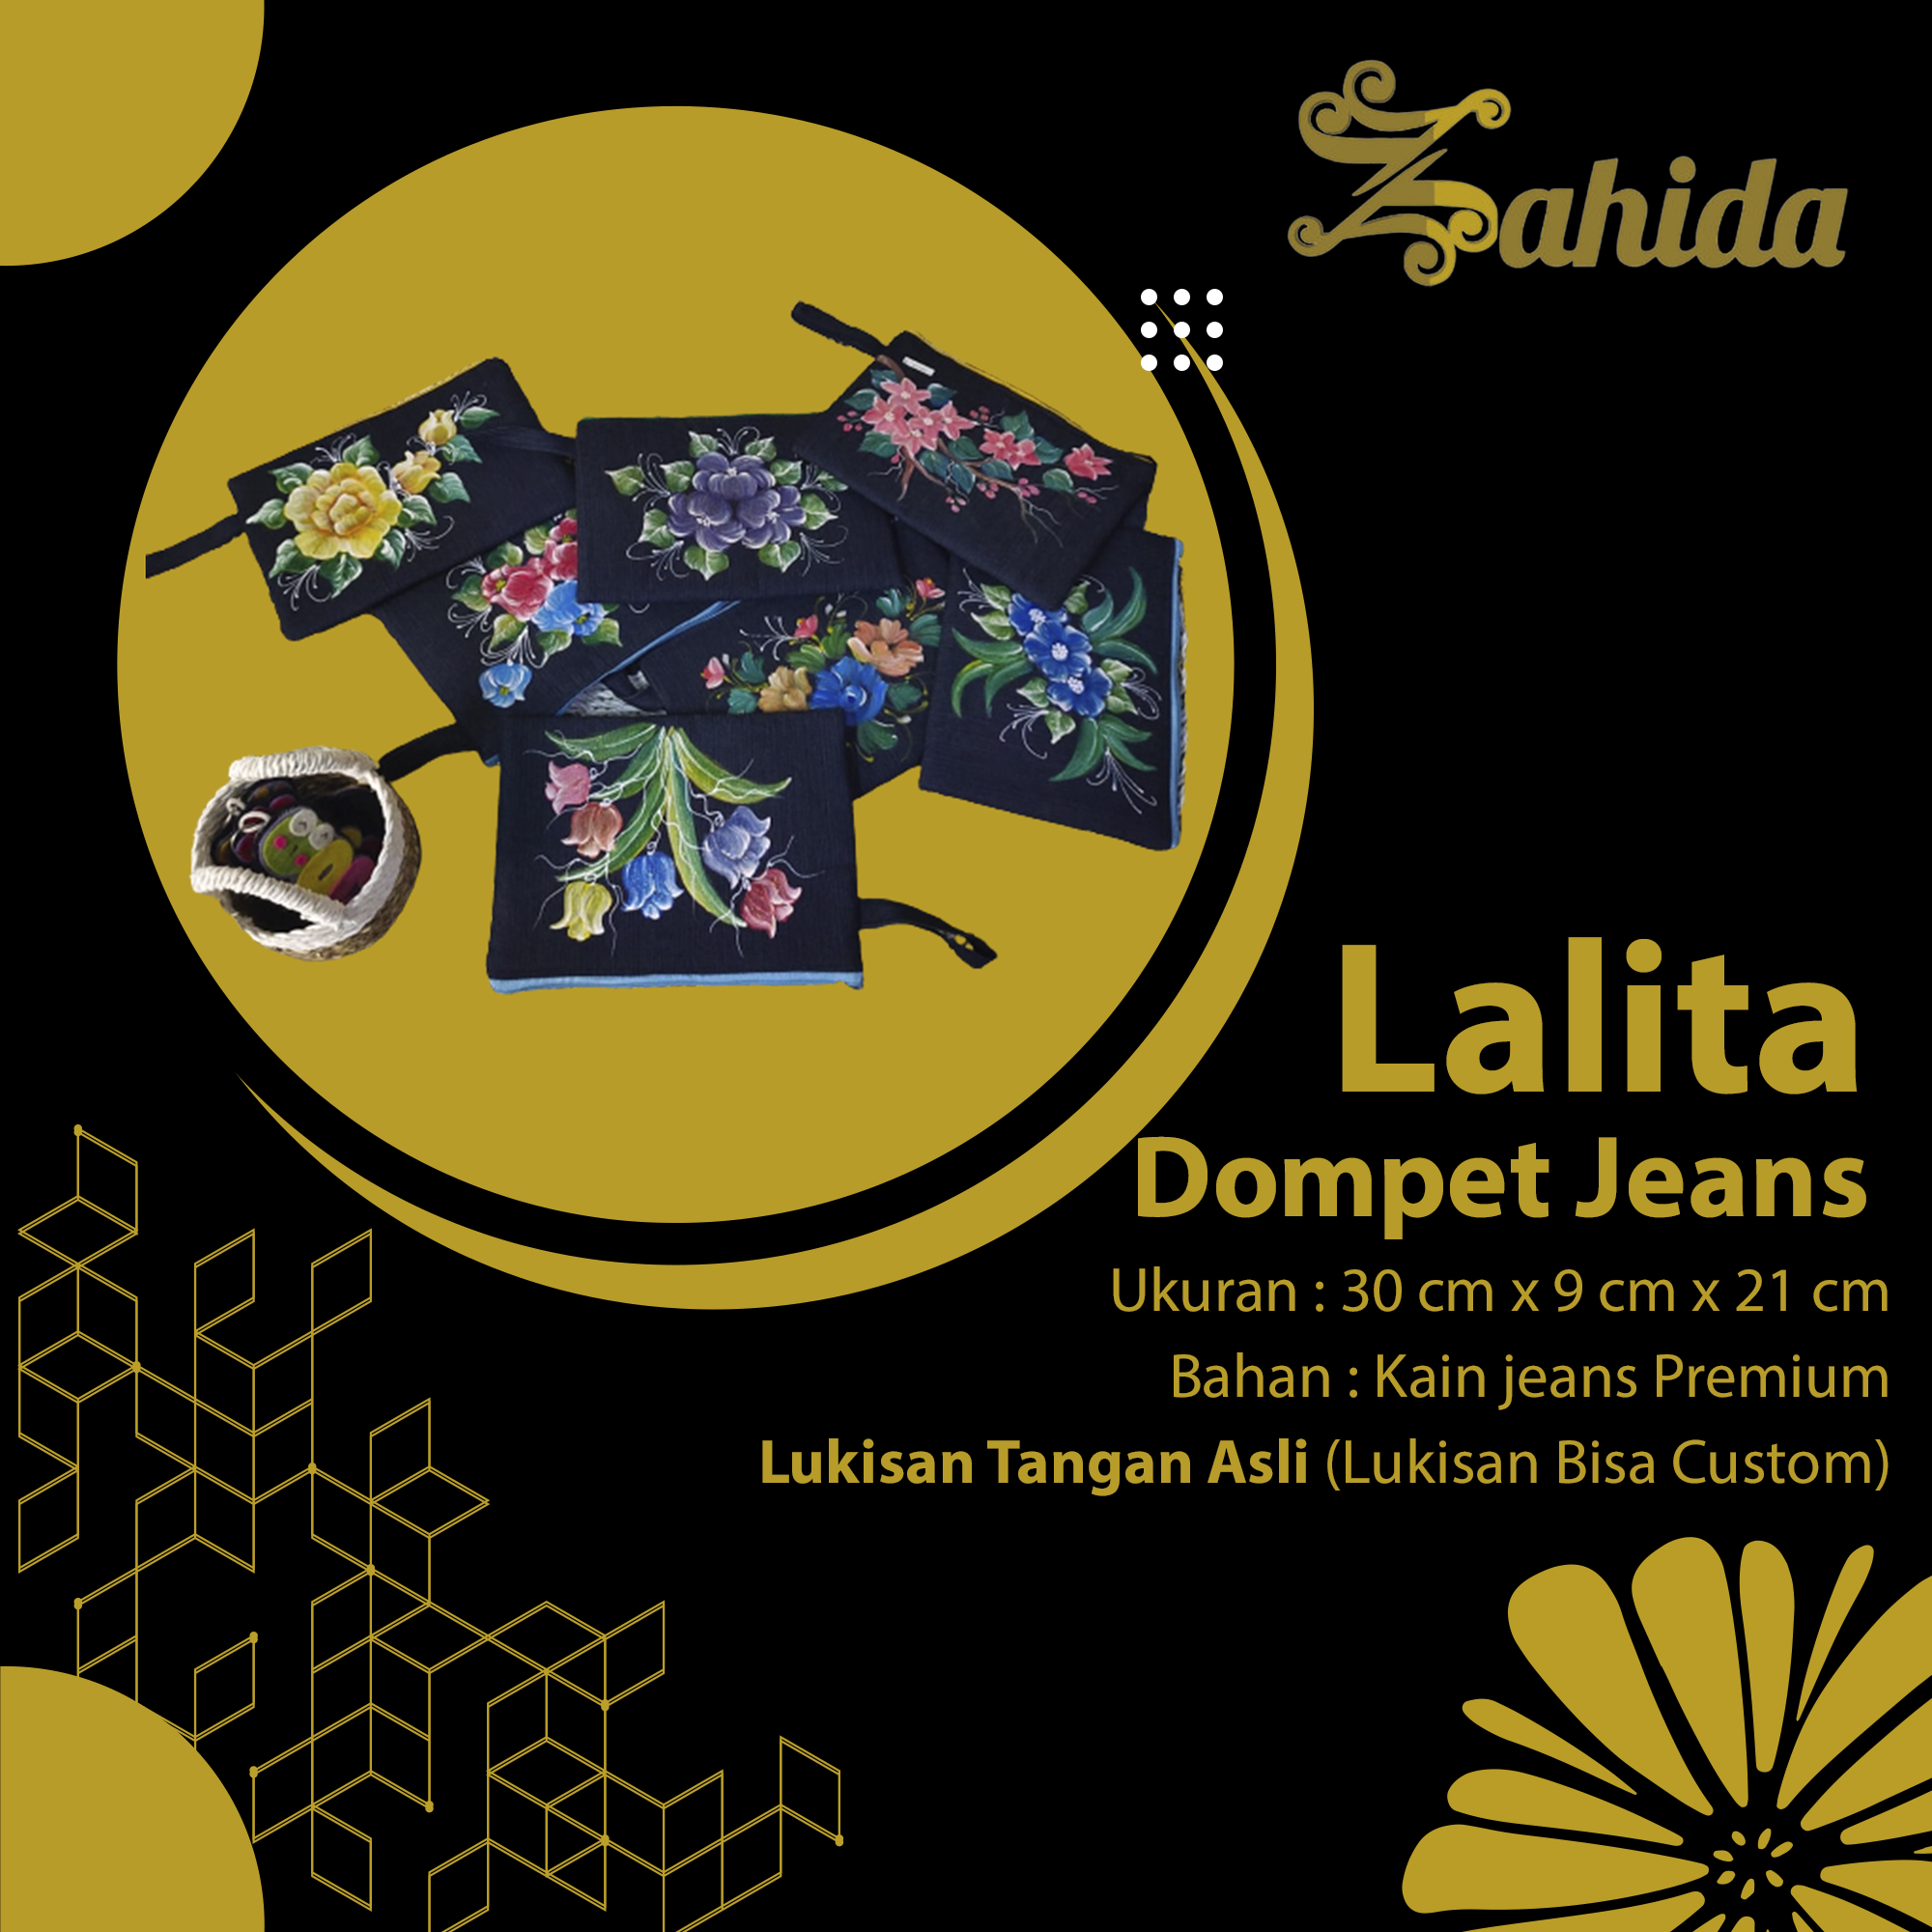 Zahida
Lalita
Dompet Jeans
Ukuran : 30 cm x 9 cm x 21 cm
Bahan : Kain jeans Premium
Lukisan Tangan Asli (Lukisan Bisa Custom)